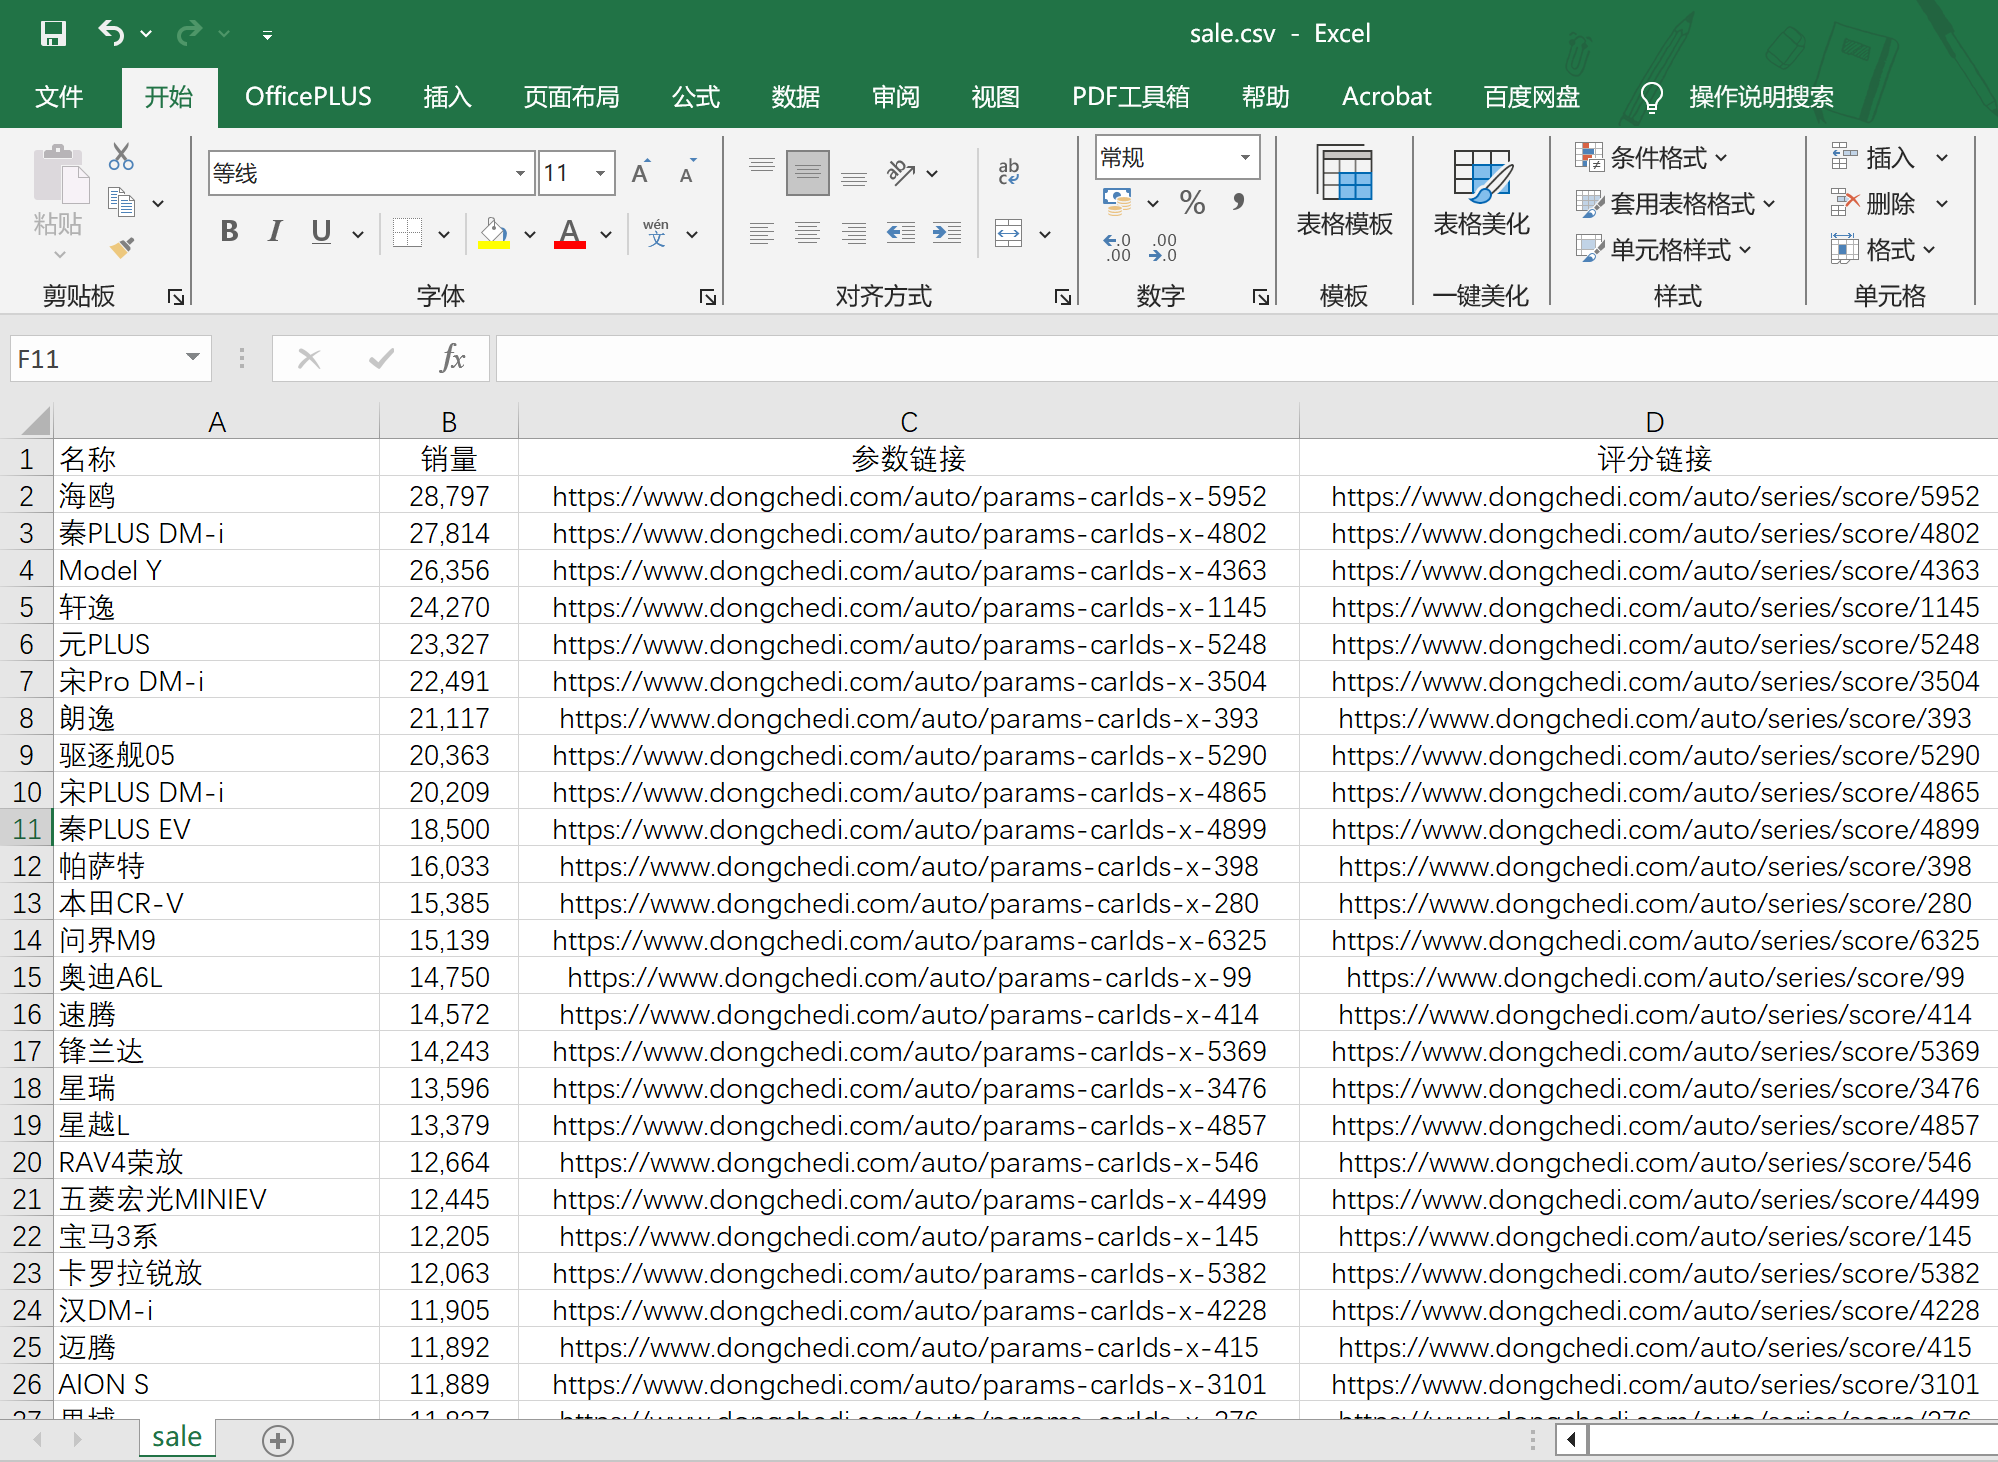 sale.csv - Excel
文件 开始 OfficePLUS 插入 页面布局 公式 数据 审阅 视图 PDF工具箱 帮助 Acrobat 百度网盘 操作说明搜索
粘贴 等线 11 A A ab 常规 表格模板 表格美化 条件格式 插入
B I U A wén 文 % 套用表格格式 删除
单元格样式 格式
剪贴板 字体 对齐方式 数字 模板 一键美化 样式 单元格
F11 fx
A B C D
1 名称 销量 参数链接 评分链接
2 海鸥 28,797 https://www.dongchedi.com/auto/params-carIds-x-5952 https://www.dongchedi.com/auto/series/score/5952
3 秦PLUS DM-i 27,814 https://www.dongchedi.com/auto/params-carIds-x-4802 https://www.dongchedi.com/auto/series/score/4802
4 Model Y 26,356 https://www.dongchedi.com/auto/params-carIds-x-4363 https://www.dongchedi.com/auto/series/score/4363
5 轩逸 24,270 https://www.dongchedi.com/auto/params-carIds-x-1145 https://www.dongchedi.com/auto/series/score/1145
6 元PLUS 23,327 https://www.dongchedi.com/auto/params-carIds-x-5248 https://www.dongchedi.com/auto/series/score/5248
7 宋Pro DM-i 22,491 https://www.dongchedi.com/auto/params-carIds-x-3504 https://www.dongchedi.com/auto/series/score/3504
8 朗逸 21,117 https://www.dongchedi.com/auto/params-carIds-x-393 https://www.dongchedi.com/auto/series/score/393
9 驱逐舰05 20,363 https://www.dongchedi.com/auto/params-carIds-x-5290 https://www.dongchedi.com/auto/series/score/5290
10 宋PLUS DM-i 20,209 https://www.dongchedi.com/auto/params-carIds-x-4865 https://www.dongchedi.com/auto/series/score/4865
11 秦PLUS EV 18,500 https://www.dongchedi.com/auto/params-carIds-x-4899 https://www.dongchedi.com/auto/series/score/4899
12 帕萨特 16,033 https://www.dongchedi.com/auto/params-carIds-x-398 https://www.dongchedi.com/auto/series/score/398
13 本田CR-V 15,385 https://www.dongchedi.com/auto/params-carIds-x-280 https://www.dongchedi.com/auto/series/score/280
14 问界M9 15,139 https://www.dongchedi.com/auto/params-carIds-x-6325 https://www.dongchedi.com/auto/series/score/6325
15 奥迪A6L 14,750 https://www.dongchedi.com/auto/params-carIds-x-99 https://www.dongchedi.com/auto/series/score/99
16 速腾 14,572 https://www.dongchedi.com/auto/params-carIds-x-414 https://www.dongchedi.com/auto/series/score/414
17 锋兰达 14,243 https://www.dongchedi.com/auto/params-carIds-x-5369 https://www.dongchedi.com/auto/series/score/5369
18 星瑞 13,596 https://www.dongchedi.com/auto/params-carIds-x-3476 https://www.dongchedi.com/auto/series/score/3476
19 星越L 13,379 https://www.dongchedi.com/auto/params-carIds-x-4857 https://www.dongchedi.com/auto/series/score/4857
20 RAV4荣放 12,664 https://www.dongchedi.com/auto/params-carIds-x-546 https://www.dongchedi.com/auto/series/score/546
21 五菱宏光MINIEV 12,445 https://www.dongchedi.com/auto/params-carIds-x-4499 https://www.dongchedi.com/auto/series/score/4499
22 宝马3系 12,205 https://www.dongchedi.com/auto/params-carIds-x-145 https://www.dongchedi.com/auto/series/score/145
23 卡罗拉锐放 12,063 https://www.dongchedi.com/auto/params-carIds-x-5382 https://www.dongchedi.com/auto/series/score/5382
24 汉DM-i 11,905 https://www.dongchedi.com/auto/params-carIds-x-4228 https://www.dongchedi.com/auto/series/score/4228
25 迈腾 11,892 https://www.dongchedi.com/auto/params-carIds-x-415 https://www.dongchedi.com/auto/series/score/415
26 AION S 11,889 https://www.dongchedi.com/auto/params-carIds-x-3101 https://www.dongchedi.com/auto/series/score/3101
sale